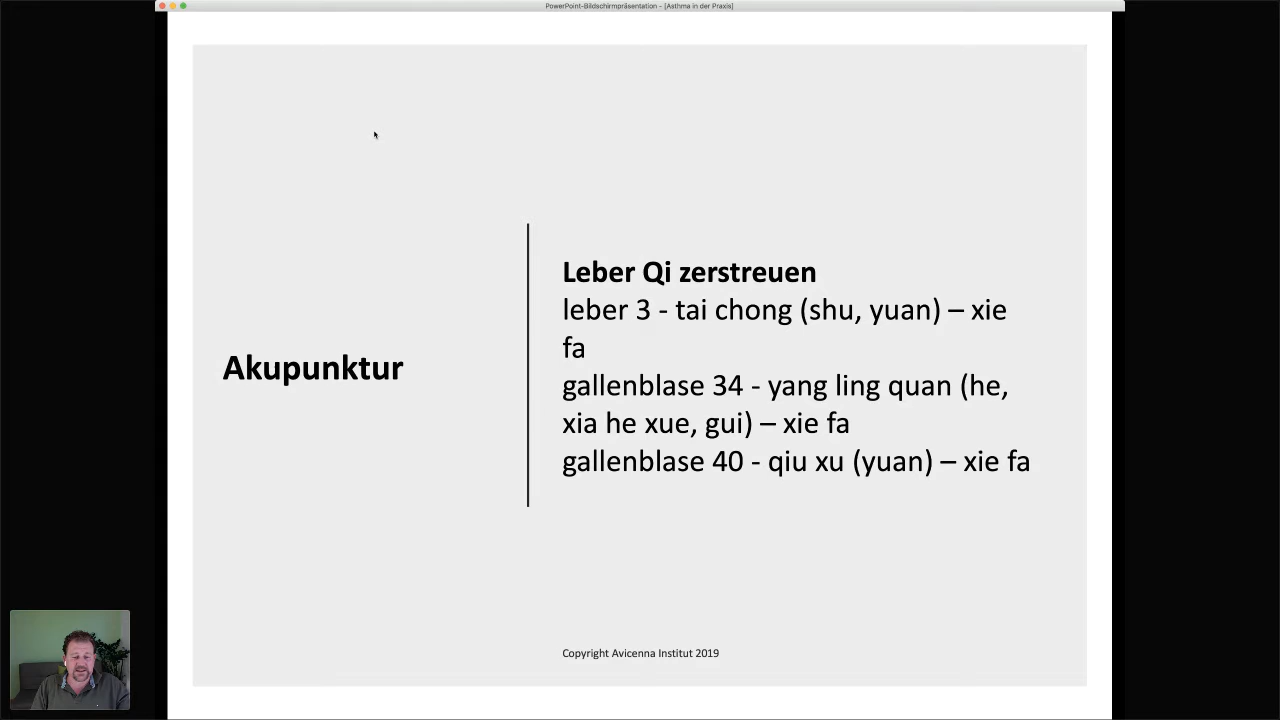 PowerPoint-Bildschirmpräsentation - [Asthma in der Praxis]
Akupunktur
Leber Qi zerstreuen
leber 3 - tai chong (shu, yuan) – xie
fa
gallenblase 34 - yang ling quan (he,
xia he xue, gui) – xie fa
gallenblase 40 - qiu xu (yuan) – xie fa
Copyright Avicenna Institut 2019